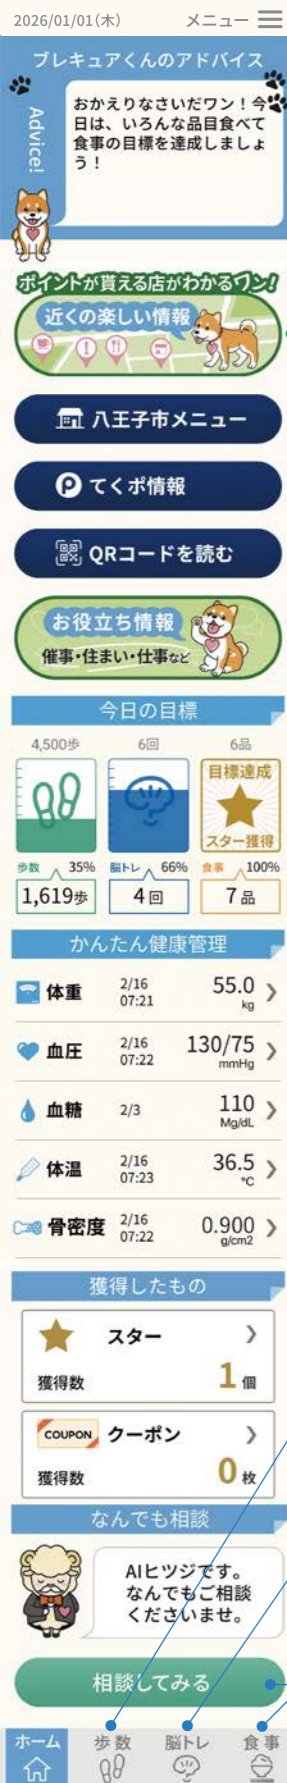 2026/01/01(木)
メニュー
ブレキュアくんのアドバイス
Advice!
おかえりなさいだワン！今
日は、いろんな品目食べて
食事の目標を達成しましょ
う！
ポイントが貰える店がわかるワン!
近くの楽しい情報
八王子市メニュー
P てくポ情報
QRコードを読む
お役立ち情報
催事・住まい・仕事など
今日の目標
4,500歩 6回 6品
目標達成
スター獲得
歩数 35% 脳トレ 66% 食事 100%
1,619歩 4回 7品
かんたん健康管理
体重 2/16 07:21 55.0 kg
血圧 2/16 07:22 130/75 mmHg
血糖 2/3 110 Mg/dL
体温 2/16 07:23 36.5 ℃
骨密度 2/16 07:22 0.900 g/cm2
獲得したもの
スター
獲得数 1個
COUPON クーポン
獲得数 0枚
なんでも相談
AIヒツジです。
なんでもご相談
くださいませ。
相談してみる
ホーム 歩数 脳トレ 食事